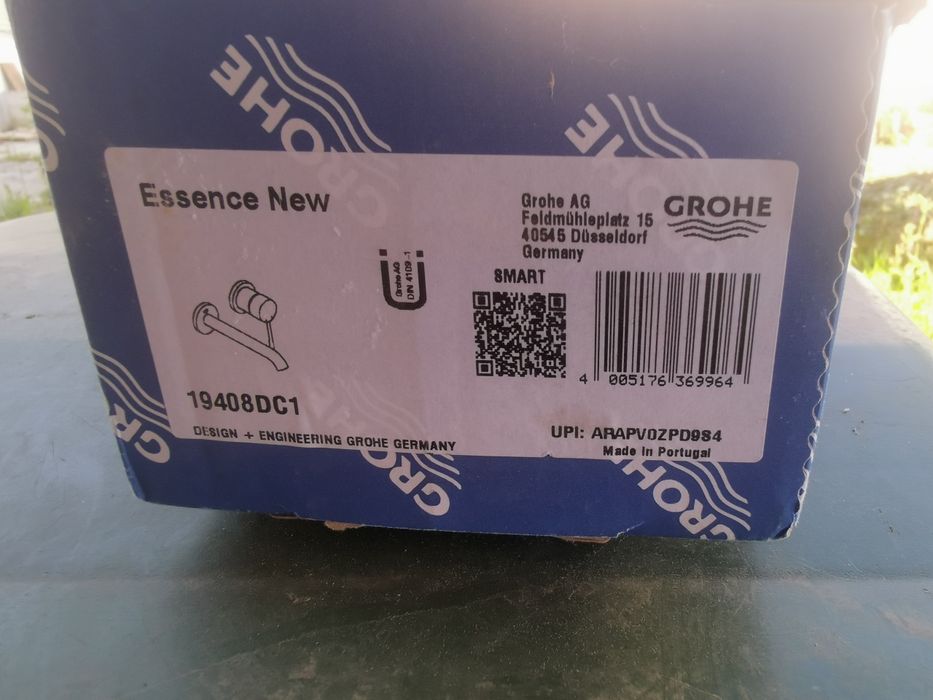 GROHE
GROHE
Essence New
Grohe AG
Feldmühleplatz 15
40545 Düsseldorf
Germany
GROHE
Grohe AG
DIN 4109-1
SMART
4 005176 369964
19408DC1
DESIGN + ENGINEERING GROHE GERMANY
UPI: ARAPV0ZPD9S4
Made in Portugal
GROHE
GROHE